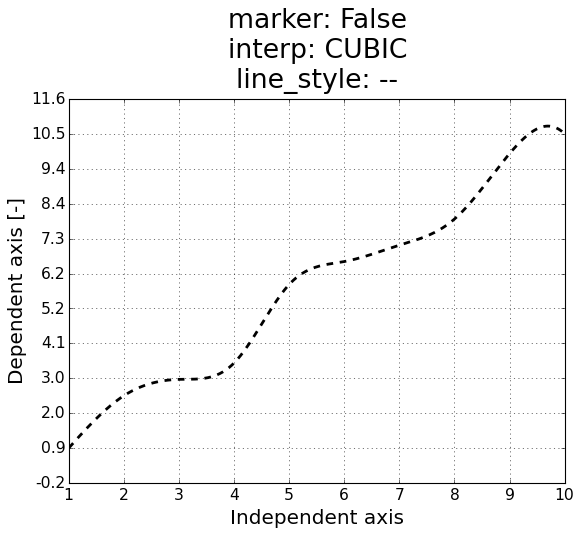 marker: False
interp: CUBIC
line_style: --
11.6
10.5
9.4
8.4
7.3
6.2
5.2
4.1
3.0
2.0
0.9
-0.2
Dependent axis [-]
1 2 3 4 5 6 7 8 9 10
Independent axis